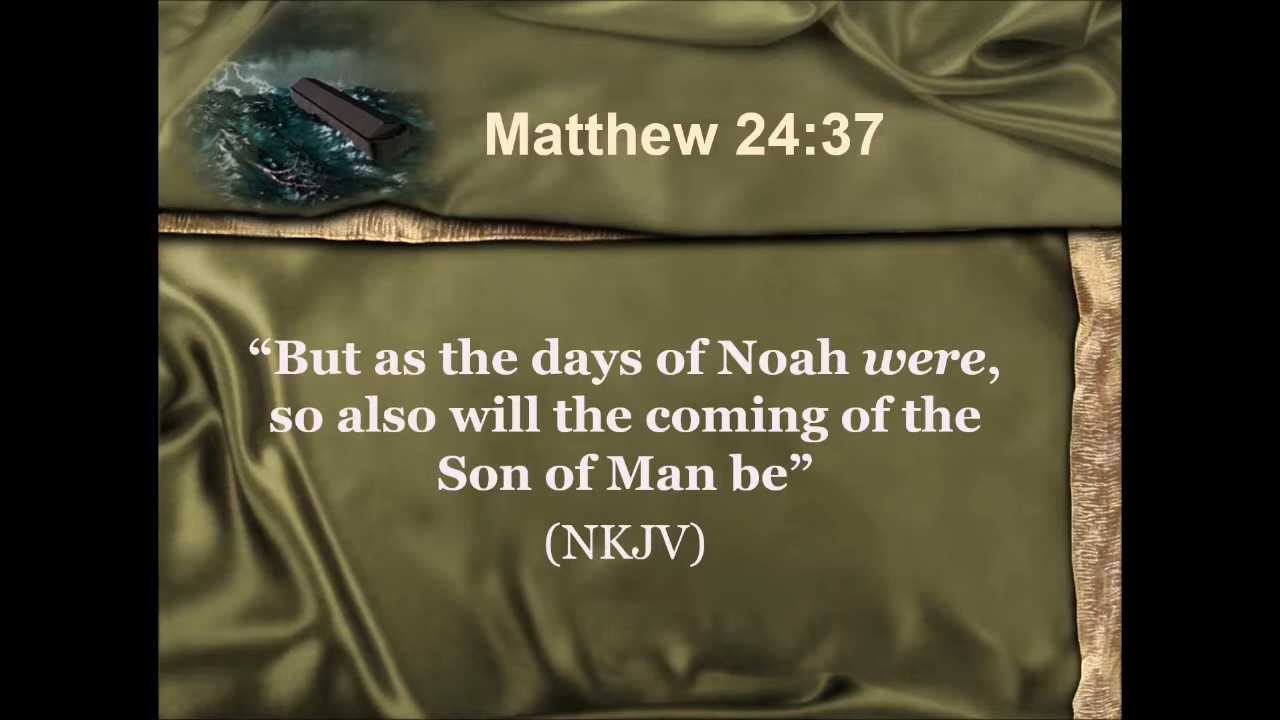 Matthew 24:37
“But as the days of Noah were,
so also will the coming of the
Son of Man be”
(NKJV)